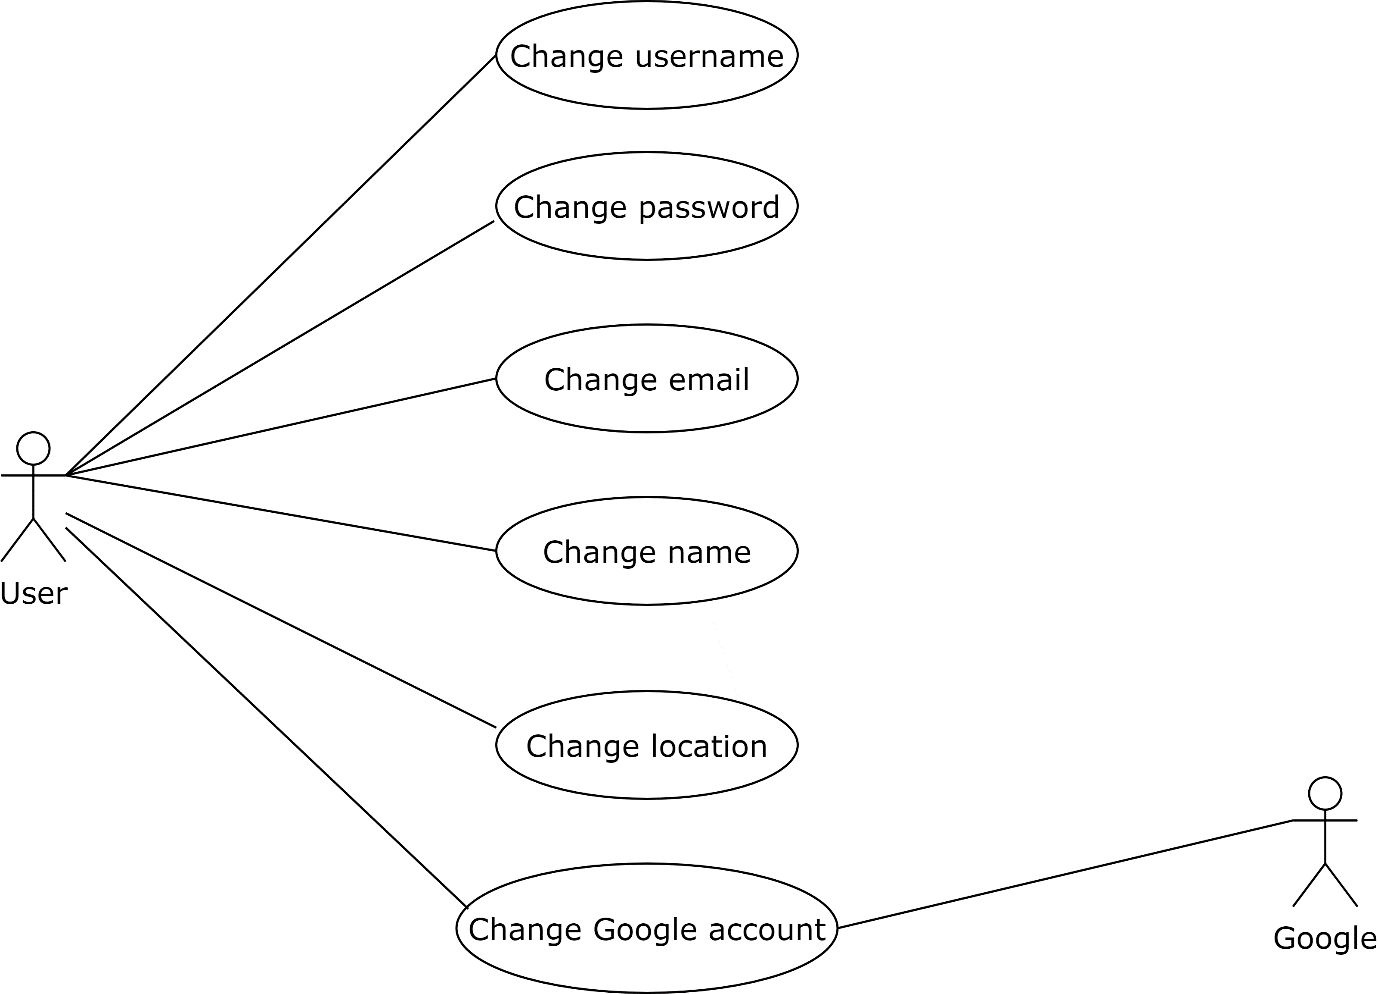 Change username
Change password
Change email
Change name
User
Change location
Change Google account
Google